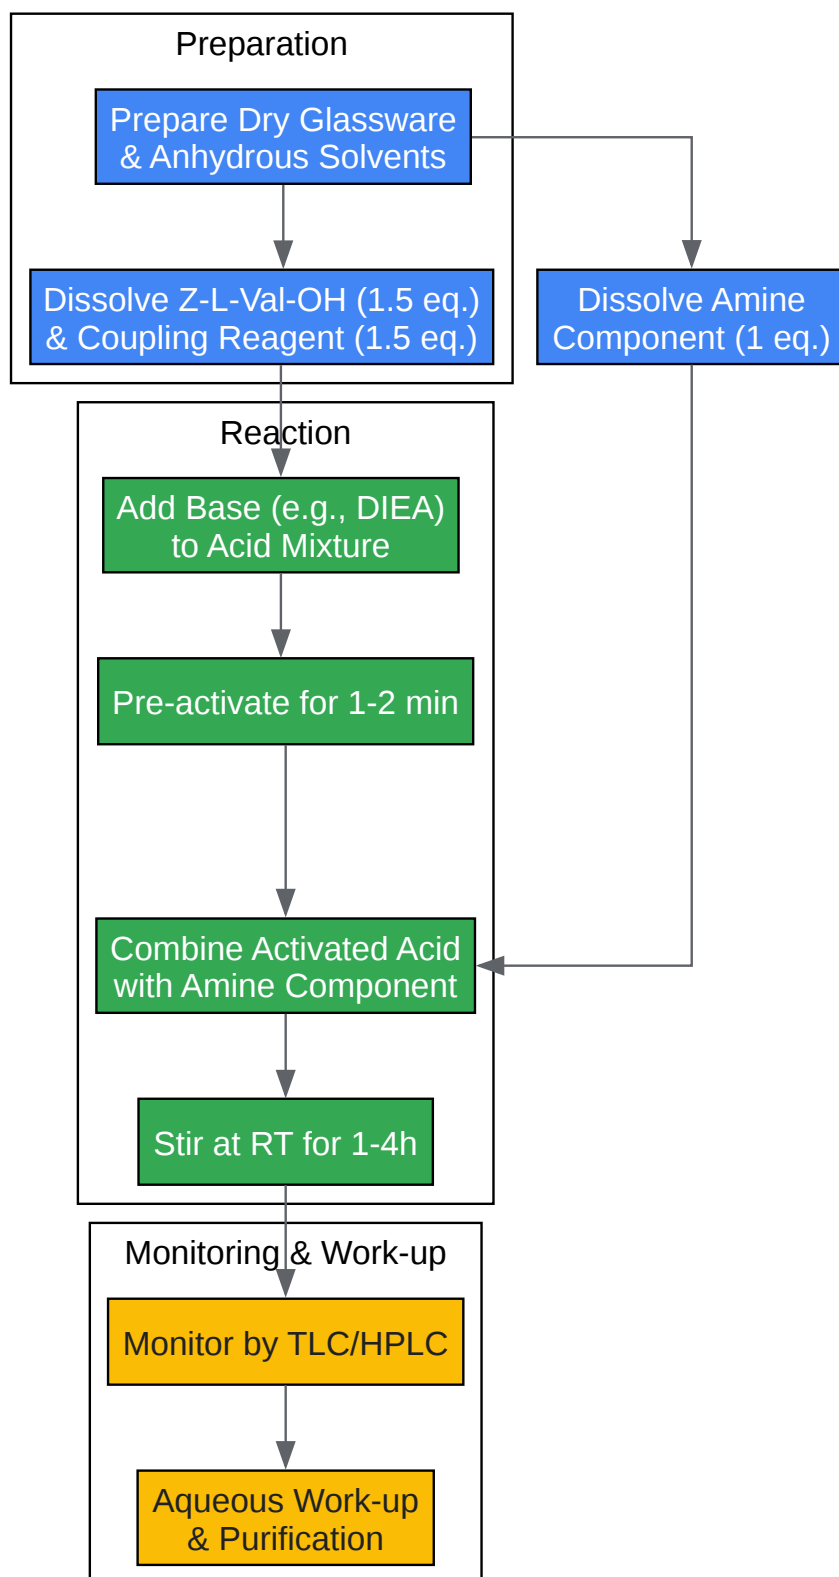 Preparation
Prepare Dry Glassware
& Anhydrous Solvents
Dissolve Z-L-Val-OH (1.5 eq.)
& Coupling Reagent (1.5 eq.)
Dissolve Amine
Component (1 eq.)
Reaction
Add Base (e.g., DIEA)
to Acid Mixture
Pre-activate for 1-2 min
Combine Activated Acid
with Amine Component
Stir at RT for 1-4h
Monitoring & Work-up
Monitor by TLC/HPLC
Aqueous Work-up
& Purification